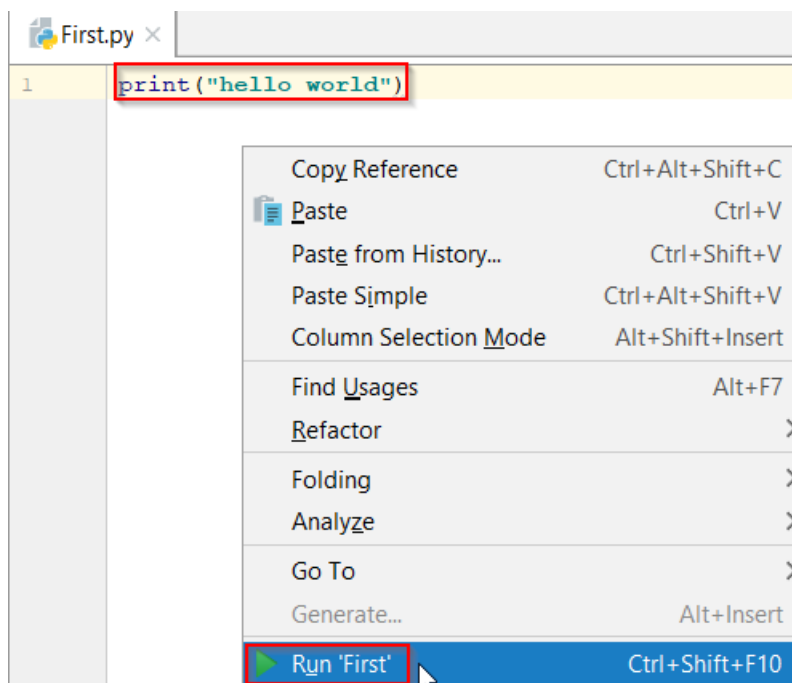 First.py
1 print("hello world")
Copy Reference Ctrl+Alt+Shift+C
Paste Ctrl+V
Paste from History... Ctrl+Shift+V
Paste Simple Ctrl+Alt+Shift+V
Column Selection Mode Alt+Shift+Insert
Find Usages Alt+F7
Refactor
Folding
Analyze
Go To
Generate... Alt+Insert
Run 'First' Ctrl+Shift+F10